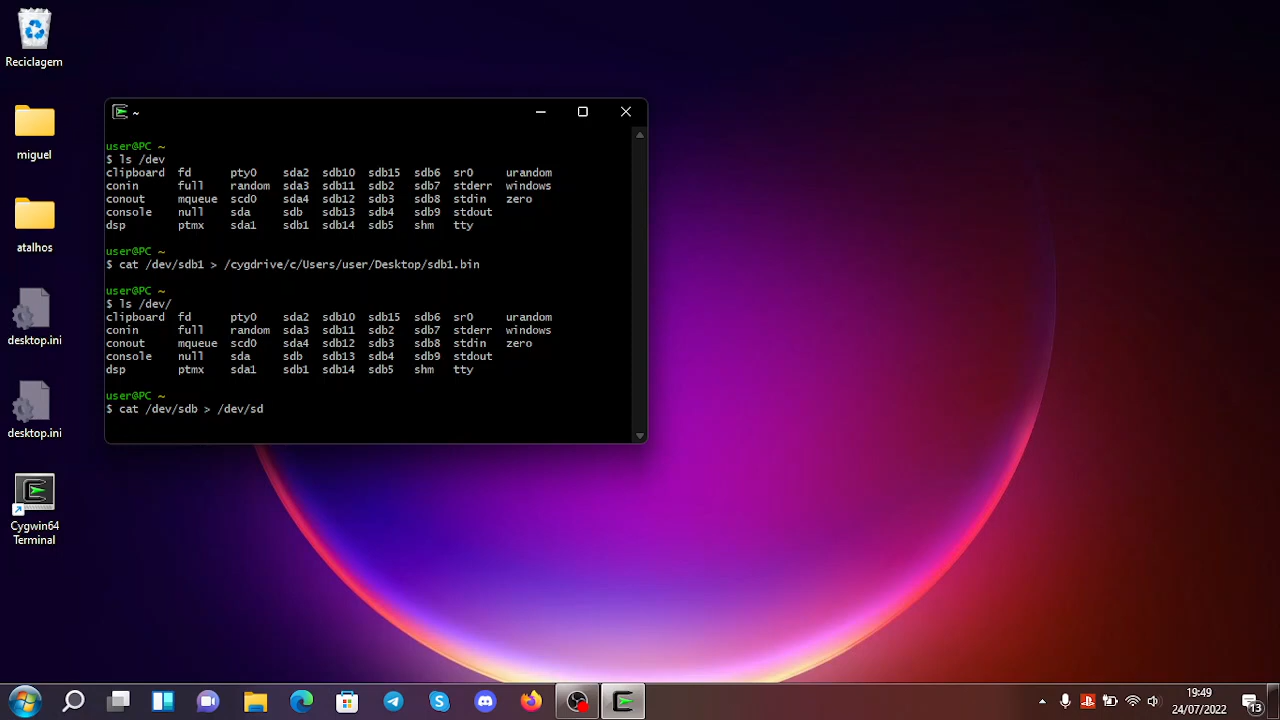 Reciclagem
miguel
atalhos
desktop.ini
desktop.ini
Cygwin64
Terminal
~
user@PC ~
$ ls /dev
clipboard fd pty0 sda2 sdb10 sdb15 sdb6 sr0 urandom
conin full random sda3 sdb11 sdb2 sdb7 stderr windows
conout mqueue scd0 sda4 sdb12 sdb3 sdb8 stdin zero
console null sda sdb sdb13 sdb4 sdb9 stdout
dsp ptmx sda1 sdb1 sdb14 sdb5 shm tty
user@PC ~
$ cat /dev/sdb1 > /cygdrive/c/Users/user/Desktop/sdb1.bin
user@PC ~
$ ls /dev/
clipboard fd pty0 sda2 sdb10 sdb15 sdb6 sr0 urandom
conin full random sda3 sdb11 sdb2 sdb7 stderr windows
conout mqueue scd0 sda4 sdb12 sdb3 sdb8 stdin zero
console null sda sdb sdb13 sdb4 sdb9 stdout
dsp ptmx sda1 sdb1 sdb14 sdb5 shm tty
user@PC ~
$ cat /dev/sdb > /dev/sd
19:49
24/07/2022
13